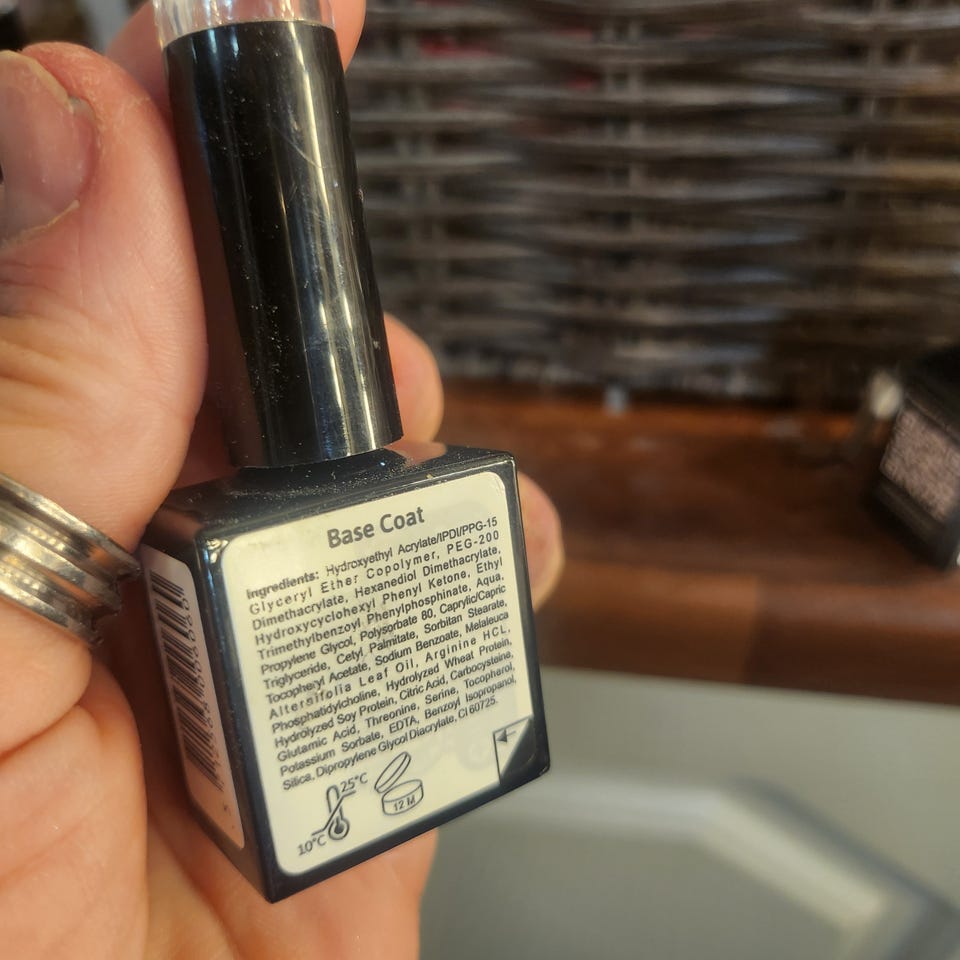 Base Coat
Ingredients: Hydroxyethyl Acrylate/IPDI/PPG-15
Glyceryl Ether Copolymer, PEG-200
Dimethacrylate, Hexanediol Dimethacrylate,
Hydroxycyclohexyl Phenyl Ketone, Ethyl
Trimethylbenzoyl Phenylphosphinate, Aqua,
Propylene Glycol, Polysorbate 80, Caprylic/Capric
Triglyceride, Cetyl Palmitate, Sorbitan Stearate,
Tocopheryl Acetate, Sodium Benzoate, Melaleuca
Alternifolia Leaf Oil, Arginine HCL,
Phosphatidylcholine, Hydrolyzed Wheat Protein,
Hydrolyzed Soy Protein, Citric Acid, Carbocysteine,
Glutamic Acid, Threonine, Serine, Tocopherol,
Potassium Sorbate, EDTA, Benzoyl Isopropanol,
Silica, Dipropylene Glycol Diacrylate, CI 60725.
25°C
12 M
10°C